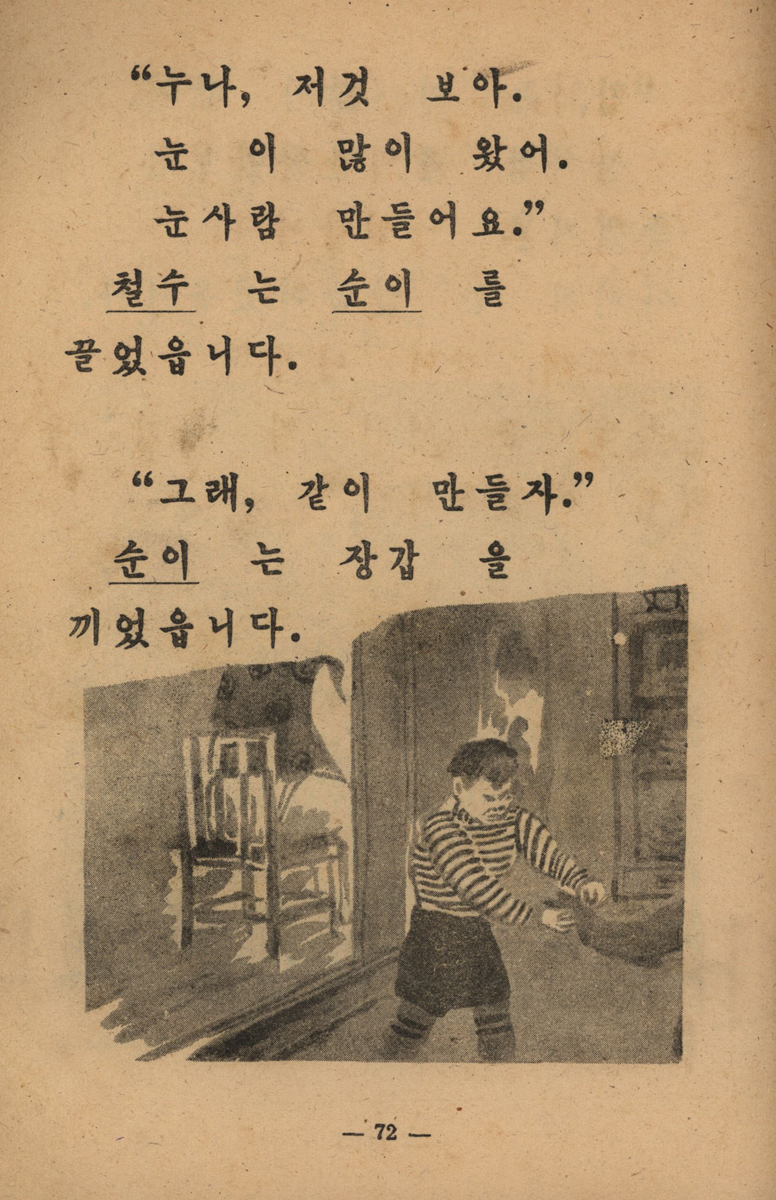 “누나, 저것 보아.
눈 이 많이 왔어.
눈사람 만들어요.”
철수 는 순이 를
끌었읍니다.
“그래, 같이 만들자.”
순이 는 장갑 을
끼었읍니다.
— 72 —